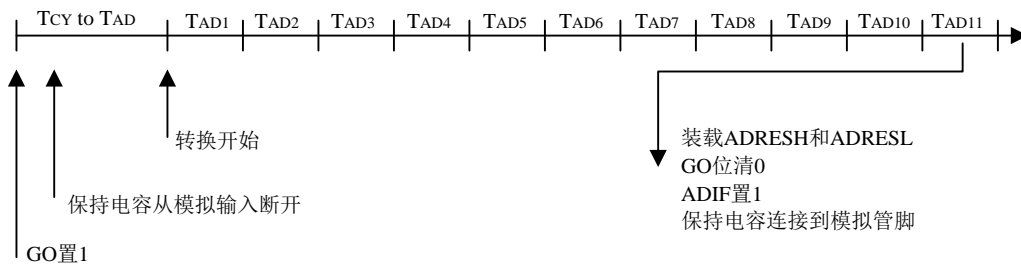 TCY to TAD TAD1 TAD2 TAD3 TAD4 TAD5 TAD6 TAD7 TAD8 TAD9 TAD10 TAD11
转换开始
保持电容从模拟输入断开
GO置1
装载ADRESH和ADRESL
GO位清0
ADIF置1
保持电容连接到模拟管脚